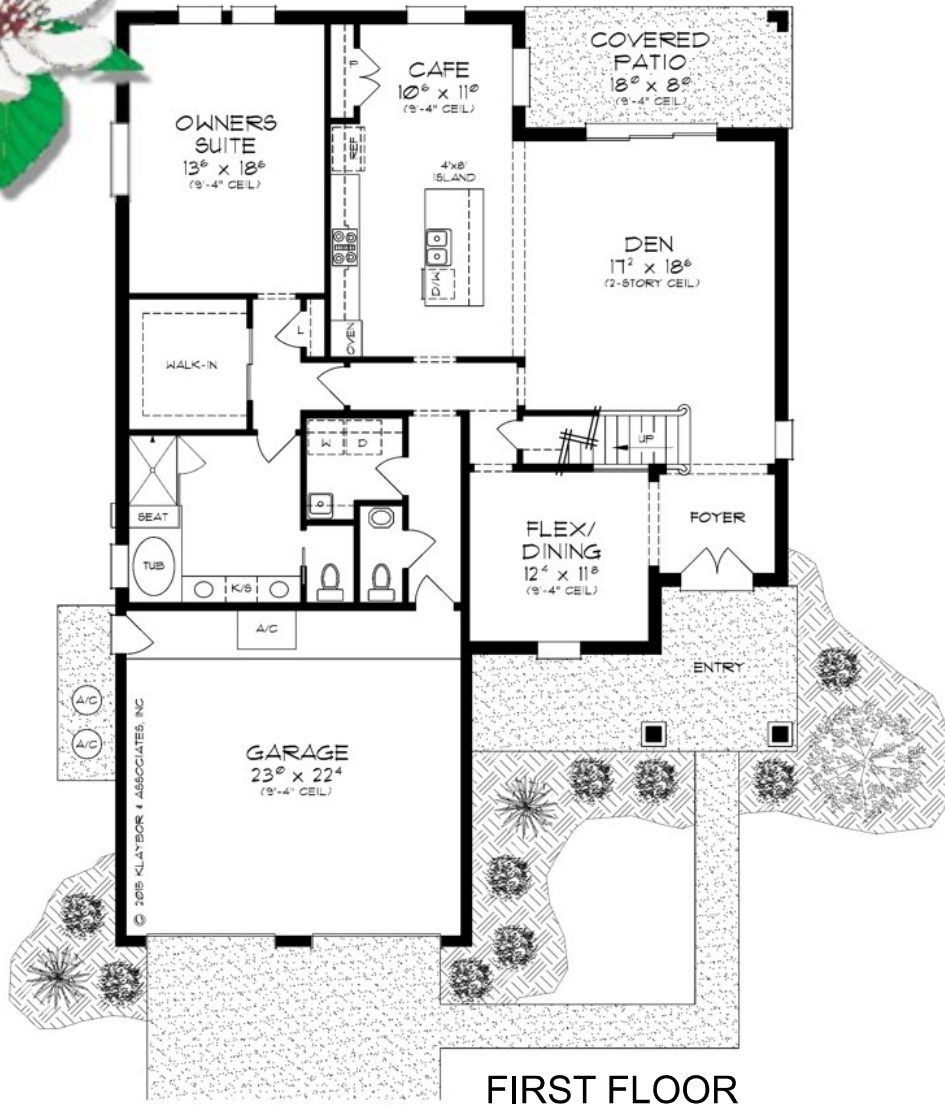 COVERED
PATIO
18⁰ x 8⁰
(9'-4" CEIL)
CAFE
10⁶ x 11⁰
(9'-4" CEIL)
P
OWNERS
SUITE
13⁶ x 18⁶
(9'-4" CEIL)
REF
4'x8'
ISLAND
D/W
DEN
17² x 18⁶
(2-STORY CEIL)
OVEN
L
WALK-IN
W D
UP
SEAT
TUB
K/S
FLEX/
DINING
12⁴ x 11⁸
(9'-4" CEIL)
FOYER
A/C
ENTRY
A/C
A/C
GARAGE
23⁰ x 22⁴
(9'-4" CEIL)
© 2015 KLAYBOR & ASSOCIATES, INC
FIRST FLOOR